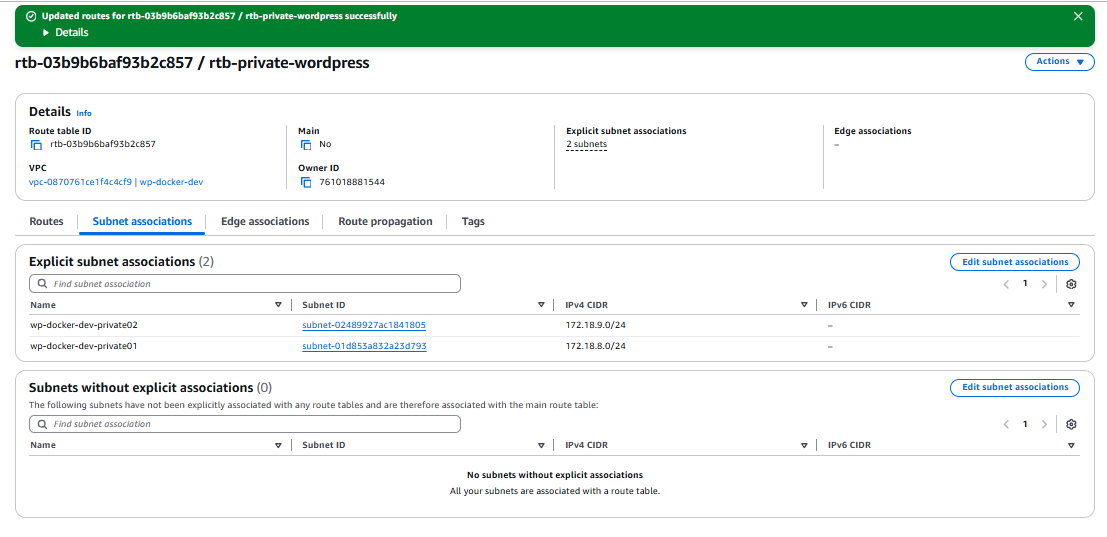 Updated routes for rtb-03b9b6baf93b2c857 / rtb-private-wordpress successfully
Details
rtb-03b9b6baf93b2c857 / rtb-private-wordpress
Actions
Details Info
Route table ID
rtb-03b9b6baf93b2c857
Main
No
Explicit subnet associations
2 subnets
Edge associations
–
VPC
vpc-0870761ce1f4c4cf9 | wp-docker-dev
Owner ID
761018881544
Routes Subnet associations Edge associations Route propagation Tags
Explicit subnet associations (2)
Edit subnet associations
Find subnet association
1
Name Subnet ID IPv4 CIDR IPv6 CIDR
wp-docker-dev-private02 subnet-02489927ac1841805 172.18.9.0/24 –
wp-docker-dev-private01 subnet-01d853a832a23d793 172.18.8.0/24 –
Subnets without explicit associations (0)
Edit subnet associations
The following subnets have not been explicitly associated with any route tables and are therefore associated with the main route table:
Find subnet association
1
Name Subnet ID IPv4 CIDR IPv6 CIDR
No subnets without explicit associations
All your subnets are associated with a route table.